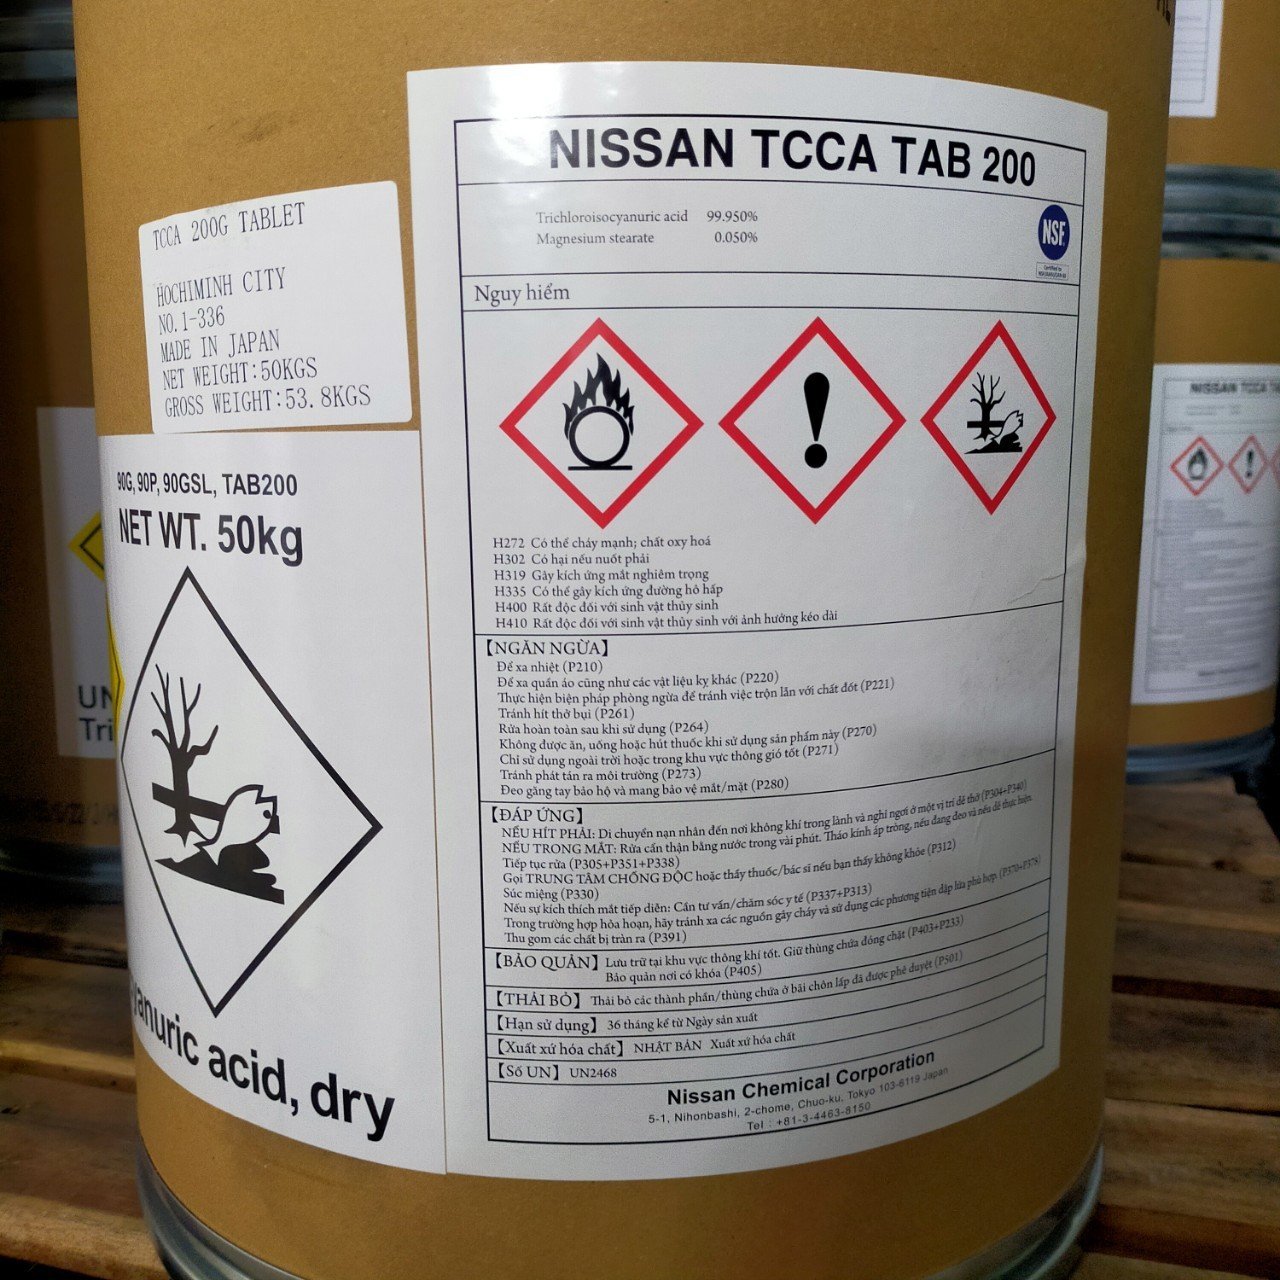 TCCA 200G TABLET
HOCHIMINH CITY
NO.1-336
MADE IN JAPAN
NET WEIGHT:50KGS
GROSS WEIGHT:53.8KGS
90G, 90P, 90GSL, TAB200
NET WT. 50kg
acid, dry
NISSAN TCCA TAB 200
Trichloroisocyanuric acid 99.950%
Magnesium stearate 0.050%
NSF
Certified to
Nguy hiểm
H272 Có thể cháy mạnh; chất oxy hoá
H302 Có hại nếu nuốt phải
H319 Gây kích ứng mắt nghiêm trọng
H335 Có thể gây kích ứng đường hô hấp
H400 Rất độc đối với sinh vật thủy sinh
H410 Rất độc đối với sinh vật thủy sinh với ảnh hưởng kéo dài
【NGĂN NGỪA】
Để xa nhiệt (P210)
Để xa quần áo cũng như các vật liệu kỵ khác (P220)
Thực hiện biện pháp phòng ngừa để tránh việc trộn lẫn với chất đốt (P221)
Tránh hít thở bụi (P261)
Rửa hoàn toàn sau khi sử dụng (P264)
Không được ăn, uống hoặc hút thuốc khi sử dụng sản phẩm này (P270)
Chỉ sử dụng ngoài trời hoặc trong khu vực thông gió tốt (P271)
Tránh phát tán ra môi trường (P273)
Đeo găng tay bảo hộ và mang bảo vệ mắt/mặt (P280)
【ĐÁP ỨNG】
NẾU HÍT PHẢI: Di chuyển nạn nhân đến nơi không khí trong lành và nghỉ ngơi ở một vị trí dễ thở (P304+P340)
NẾU TRONG MẮT: Rửa cẩn thận bằng nước trong vài phút. Tháo kính áp tròng, nếu đang đeo và nếu dễ thực hiện.
Tiếp tục rửa (P305+P351+P338)
Gọi TRUNG TÂM CHỐNG ĐỘC hoặc thầy thuốc/bác sĩ nếu bạn thấy không khỏe (P312)
Súc miệng (P330)
Nếu sự kích thích mắt tiếp diễn: Cần tư vấn/chăm sóc y tế (P337+P313)
Trong trường hợp hỏa hoạn, hãy tránh xa các nguồn gây cháy và sử dụng các phương tiện dập lửa phù hợp. (P370+P378)
Thu gom các chất bị tràn ra (P391)
【BẢO QUẢN】 Lưu trữ tại khu vực thông khí tốt. Giữ thùng chứa đóng chặt (P403+P233)
Bảo quản nơi có khóa (P405)
【THẢI BỎ】 Thải bỏ các thành phần/thùng chứa ở bãi chôn lấp đã được phê duyệt (P501)
【Hạn sử dụng】 36 tháng kể từ Ngày sản xuất
【Xuất xứ hóa chất】 NHẬT BẢN Xuất xứ hóa chất
【Số UN】 UN2468
Nissan Chemical Corporation
5-1, Nihonbashi, 2-chome, Chuo-ku, Tokyo 103-6119 Japan
Tel : +81-3-4463-8150
UN
Tri
NISSAN TCCA TAB